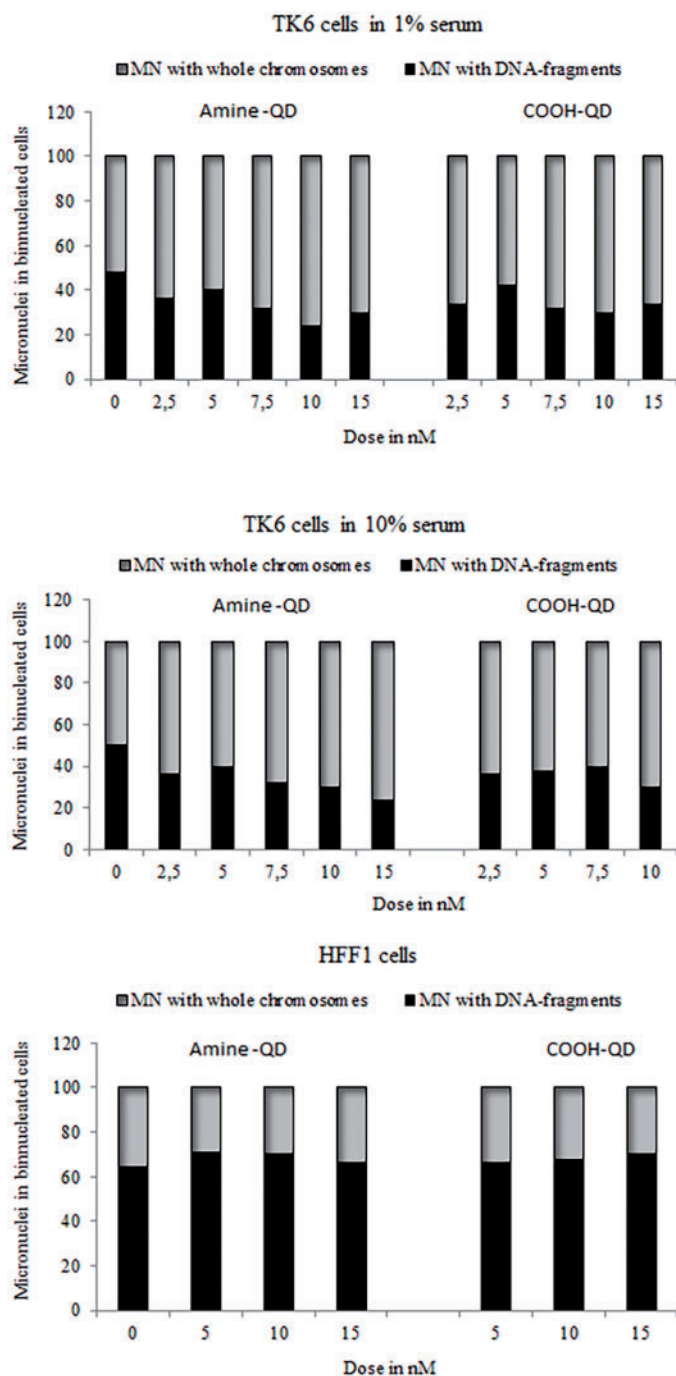 TK6 cells in 1% serum
MN with whole chromosomes MN with DNA-fragments
Amine-QD COOH-QD
Micronuclei in binnucleated cells
120
100
80
60
40
20
0
0 2,5 5 7,5 10 15 2,5 5 7,5 10 15
Dose in nM
TK6 cells in 10% serum
MN with whole chromosomes MN with DNA-fragments
Amine-QD COOH-QD
Micronuclei in binucleated cells
120
100
80
60
40
20
0
0 2,5 5 7,5 10 15 2,5 5 7,5 10
Dose in nM
HFF1 cells
MN with whole chromosomes MN with DNA-fragments
Amine-QD COOH-QD
Micronuclei in binnucleated cells
120
100
80
60
40
20
0
0 5 10 15 5 10 15
Dose in nM